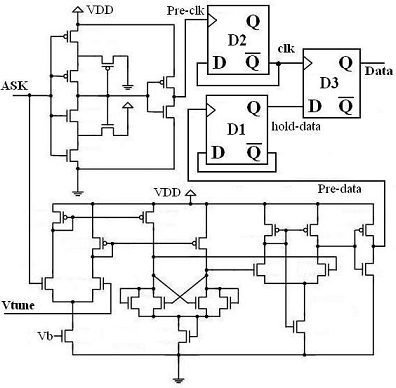 VDD
Pre-clk
Q
D2
D Q
clk
Q
D3
D Q
Data
ASK
Q
D1
D Q
hold-data
Pre-data
VDD
Vtune
Vb